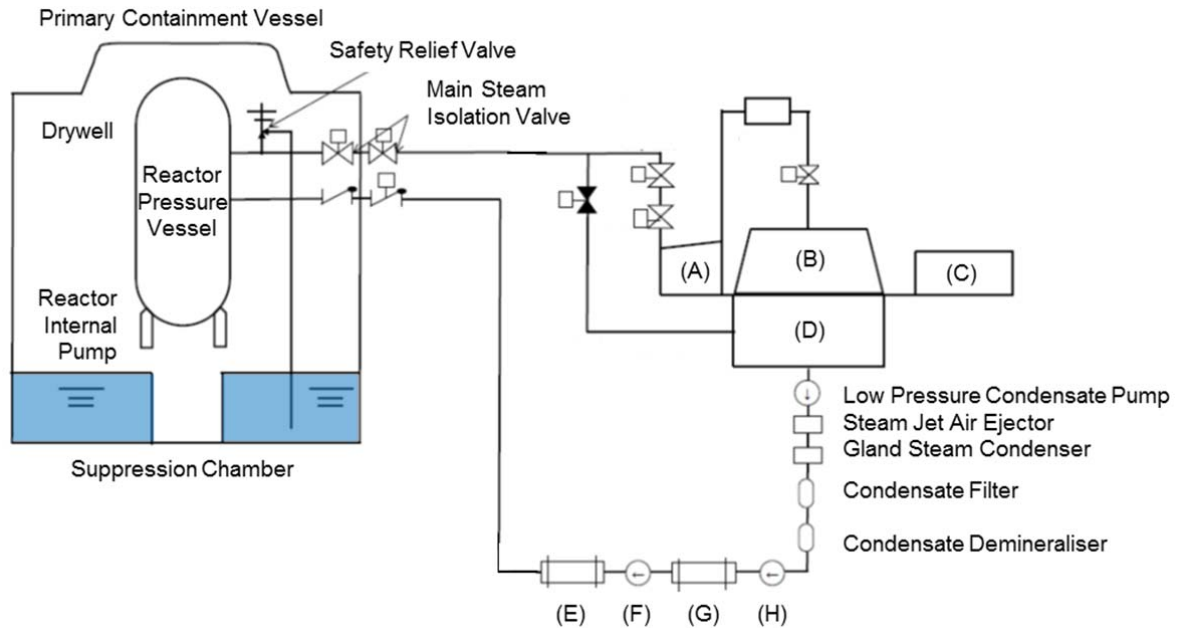 Primary Containment Vessel
Safety Relief Valve
Main Steam
Isolation Valve
Drywell
Reactor
Pressure
Vessel
Reactor
Internal
Pump
Suppression Chamber
(A)
(B)
(C)
(D)
Low Pressure Condensate Pump
Steam Jet Air Ejector
Gland Steam Condenser
Condensate Filter
Condensate Demineraliser
(E)
(F)
(G)
(H)